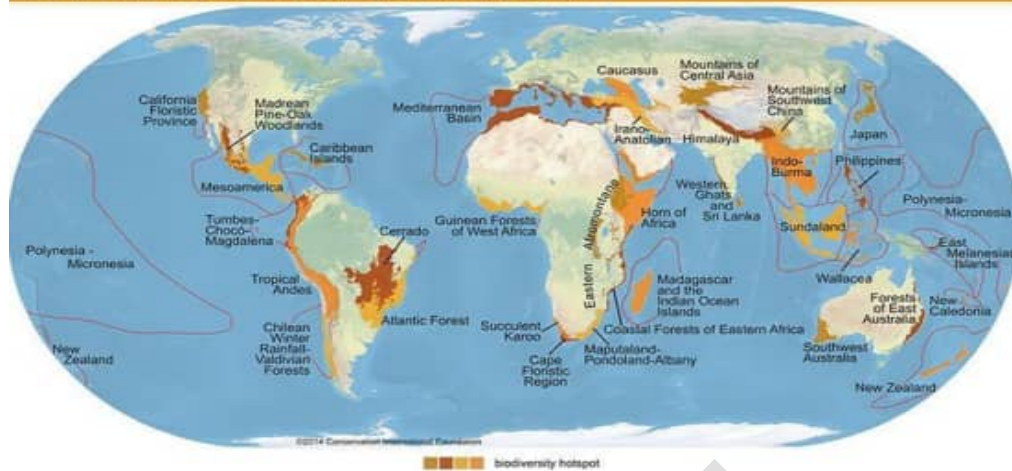 Caucasus
Mountains of
Central Asia
Mountains of
Southwest
China
California
Floristic
Province
Madrean
Pine-Oak
Woodlands
Mediterranean
Basin
Irano-
Anatolian
Himalaya
Japan
Caribbean
Islands
Indo-
Burma
Philippines
Mesoamerica
Western
Ghats
and
Sri Lanka
Polynesia-
Micronesia
Tumbes-
Chocó-
Magdalena
Cerrado
Guinean Forests
of West Africa
Eastern Afromontane
Horn of
Africa
Sundaland
Polynesia -
Micronesia
East
Melanesian
Islands
Wallacea
Tropical
Andes
Madagascar
and the
Indian Ocean
Islands
Forests
of East
Australia
New
Caledonia
Atlantic Forest
Succulent
Karoo
Coastal Forests of Eastern Africa
Chilean
Winter
Rainfall-
Valdivian
Forests
Maputaland-
Pondoland-Albany
Cape
Floristic
Region
Southwest
Australia
New
Zealand
New Zealand
©2014 Conservation International Foundation
biodiversity hotspot